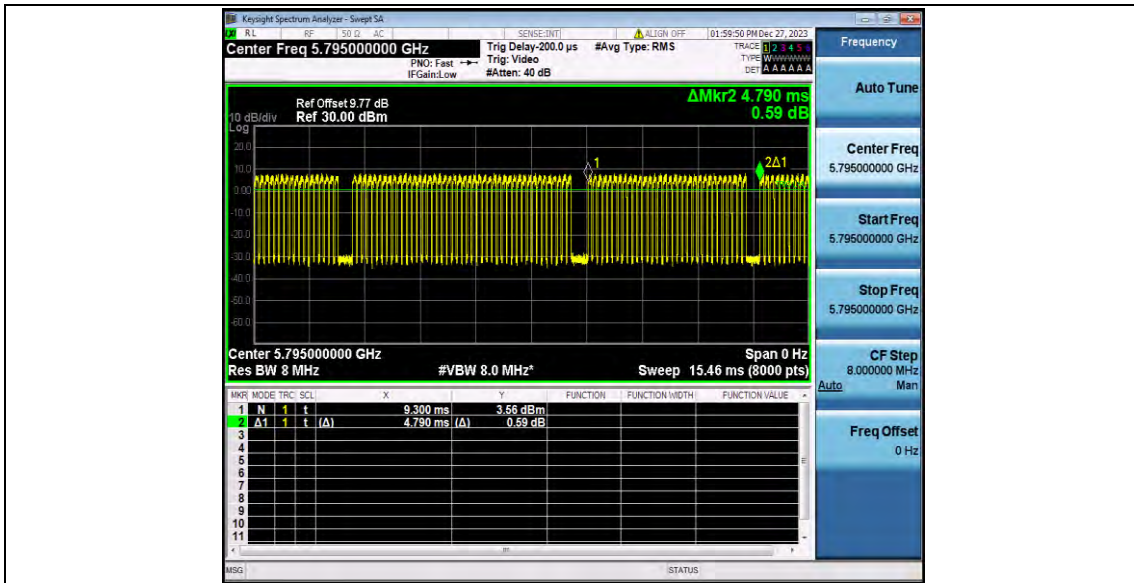 Keysight Spectrum Analyzer - Swept SA
RL RF 50 Ω AC SENSE:INT ALIGN OFF 01:59:50 PM Dec 27, 2023
Center Freq 5.795000000 GHz Trig Delay-200.0 µs #Avg Type: RMS TRACE 1 2 3 4 5 6
PNO: Fast Trig: Video TYPE WWWWWW
IFGain:Low #Atten: 40 dB DET A A A A A A
ΔMkr2 4.790 ms
0.59 dB
Ref Offset 9.77 dB
10 dB/div Ref 30.00 dBm
Log
20.0
10.0
0.00
-10.0
-20.0
-30.0
-40.0
-50.0
-60.0
1
2Δ1
Center 5.795000000 GHz Span 0 Hz
Res BW 8 MHz #VBW 8.0 MHz* Sweep 15.46 ms (8000 pts)
MKR MODE TRC SCL X Y FUNCTION FUNCTION WIDTH FUNCTION VALUE
1 N 1 t 9.300 ms 3.56 dBm
2 Δ1 1 t (Δ) 4.790 ms (Δ) 0.59 dB
3
4
5
6
7
8
9
10
11
MSG STATUS
Frequency
Auto Tune
Center Freq
5.795000000 GHz
Start Freq
5.795000000 GHz
Stop Freq
5.795000000 GHz
CF Step
8.000000 MHz
Auto Man
Freq Offset
0 Hz